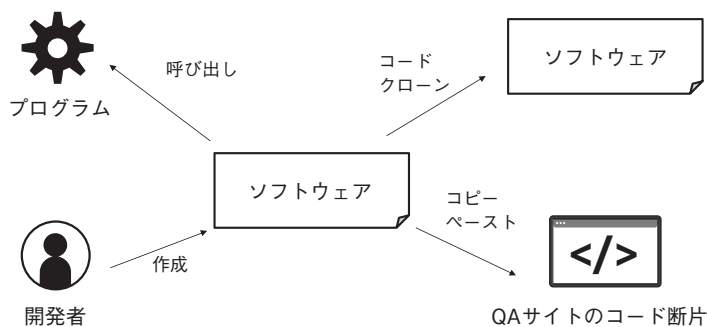 プログラム
呼び出し
コード
クローン
ソフトウェア
ソフトウェア
コピー
ペースト
開発者
作成
</>
QAサイトのコード断片